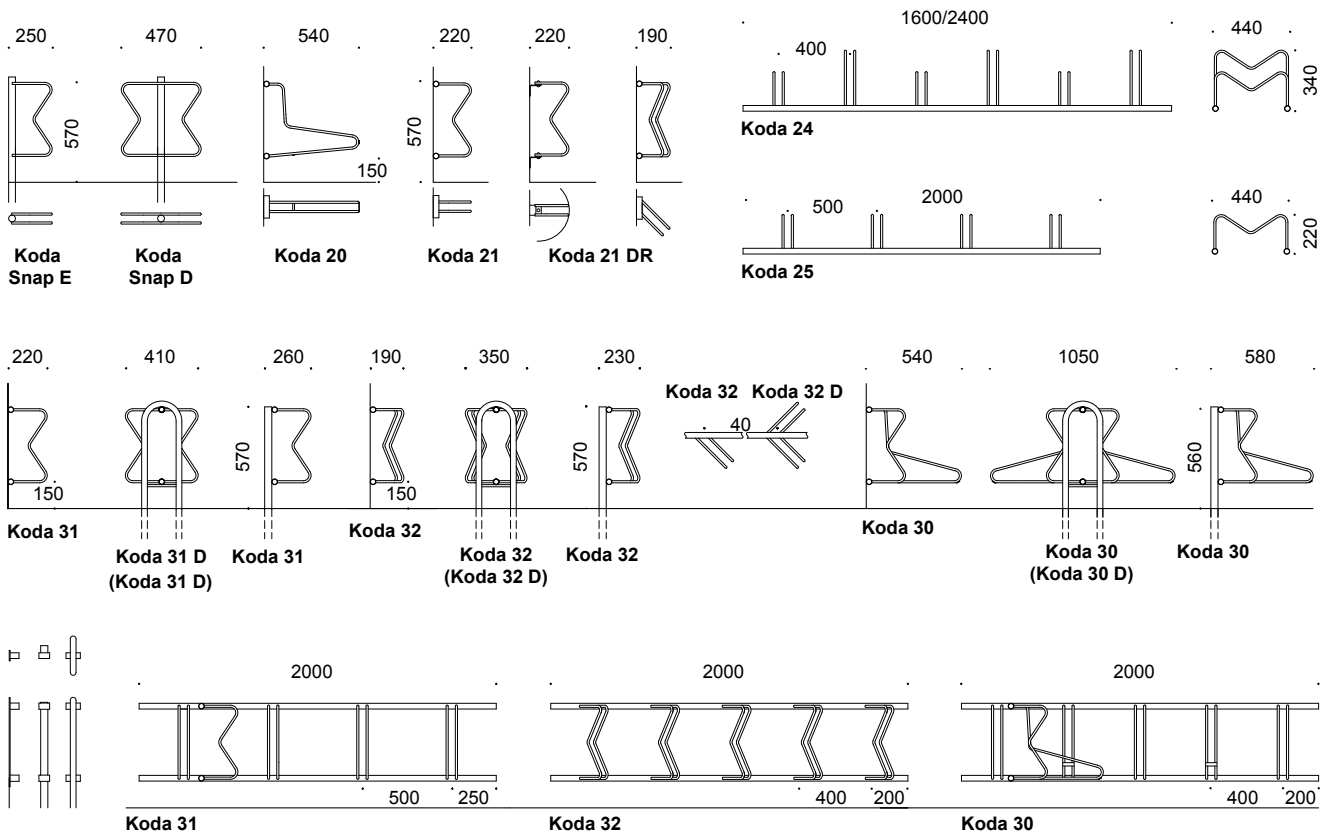 250 470 540 220 220 190
570 570
150
Koda
Snap E
Koda
Snap D
Koda 20
Koda 21
Koda 21 DR
1600/2400
400
440
340
Koda 24
500 2000
440
220
Koda 25
220 410 260 190 350 230
Koda 32 Koda 32 D
40
540 1050 580
570 570 560
150 150
Koda 31
Koda 31 D
(Koda 31 D)
Koda 31
Koda 32
Koda 32
(Koda 32 D)
Koda 32
Koda 30
Koda 30
(Koda 30 D)
Koda 30
2000 2000 2000
500 250 400 200 400 200
Koda 31 Koda 32 Koda 30